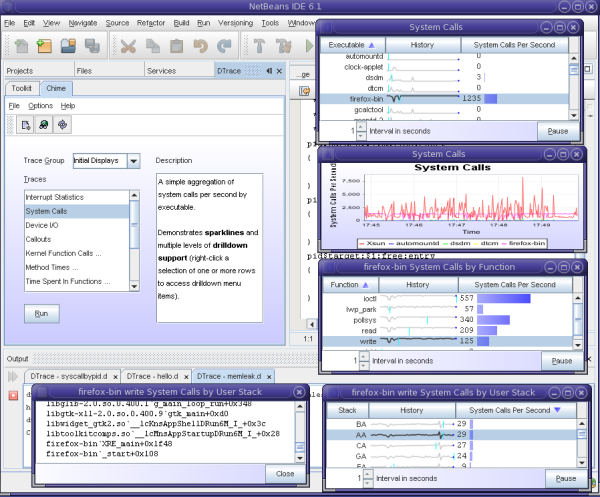 NetBeans IDE 6.1
File Edit View Navigate Source Refactor Build Run Versioning Tools Window
Projects Files Services DTrace
Toolkit Chime
File Options Help
Trace Group Initial Displays
Traces
Interrupt Statistics
System Calls
Device I/O
Callouts
Kernel Function Calls ...
Method Times ...
Time Spent In Functions ...
Run
Description
A simple aggregation of
system calls per second by
executable.
Demonstrates sparklines and
multiple levels of drilldown
support (right-click a
selection of one or more rows
to access drilldown menu
items).
System Calls
Executable History System Calls Per Second
automountd 0
clock-applet 0
dsdm 3
dtcm 0
firefox-bin 1235
gcalctool
1 Interval in seconds Pause
System Calls
System Calls
System Calls Per Second
7,500
5,000
2,500
0
17:45 17:46 17:47 17:48 17:49
Time
Xsun automountd dsdm dtcm firefox-bin
pid$target:$1:free:entry
firefox-bin System Calls by Function
Function History System Calls Per Second
ioctl 557
lwp_park 57
pollsys 340
read 209
write 125
1 Interval in seconds Pause
1:1
Output
DTrace - syscallbypid.d DTrace - hello.d DTrace - memleak.d
firefox-bin write System Calls by User Stack
libglib-2.0.so.0.400.1`g_main_loop_run+0x348
libgtk-x11-2.0.so.0.400.9`gtk_main+0xd0
libwidget_gtk2.so`__1cKnsAppShellDRun6M_I_+0x3c
libtoolkitcomps.so`__1cMnsAppStartupDRun6M_I_+0x28
firefox-bin`XRE_main+0x1f48
firefox-bin`_start+0x108
Close
firefox-bin write System Calls by User Stack
Stack History System Calls Per Second
BA 29
AA 29
CA 27
GA 24
EA 9
1 Interval in seconds Pause